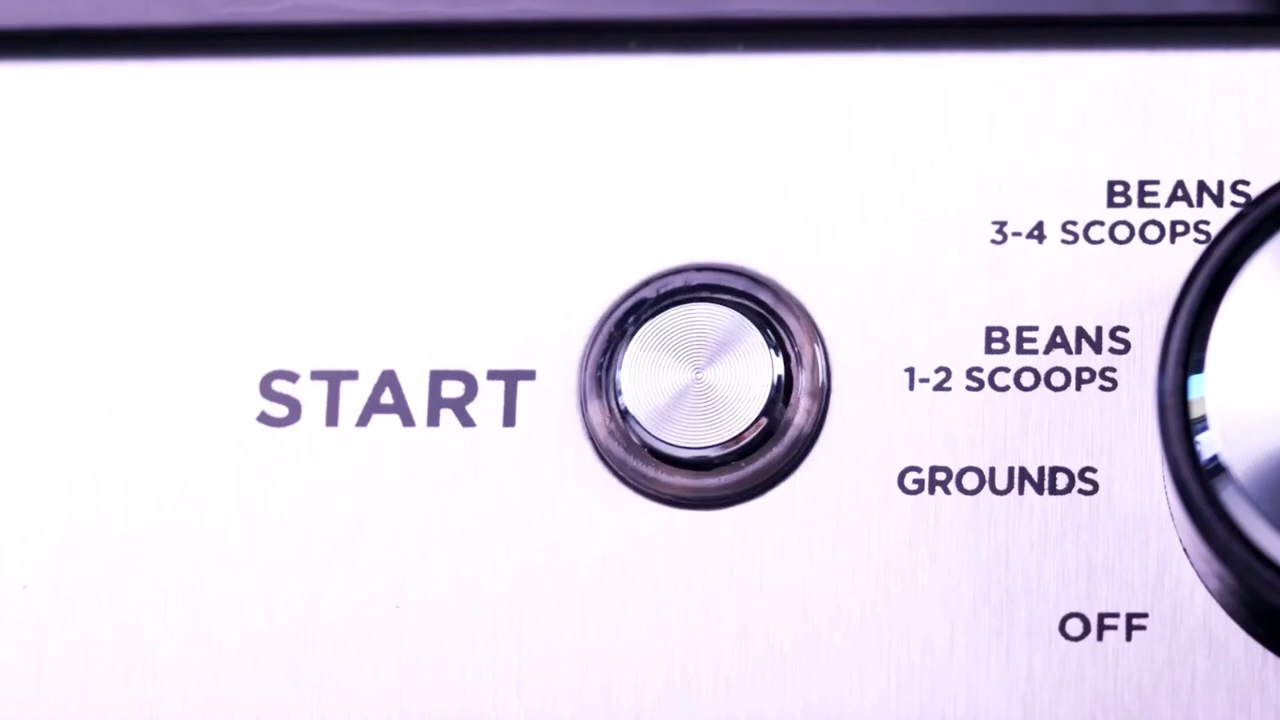 START
BEANS
3-4 SCOOPS
BEANS
1-2 SCOOPS
GROUNDS
OFF